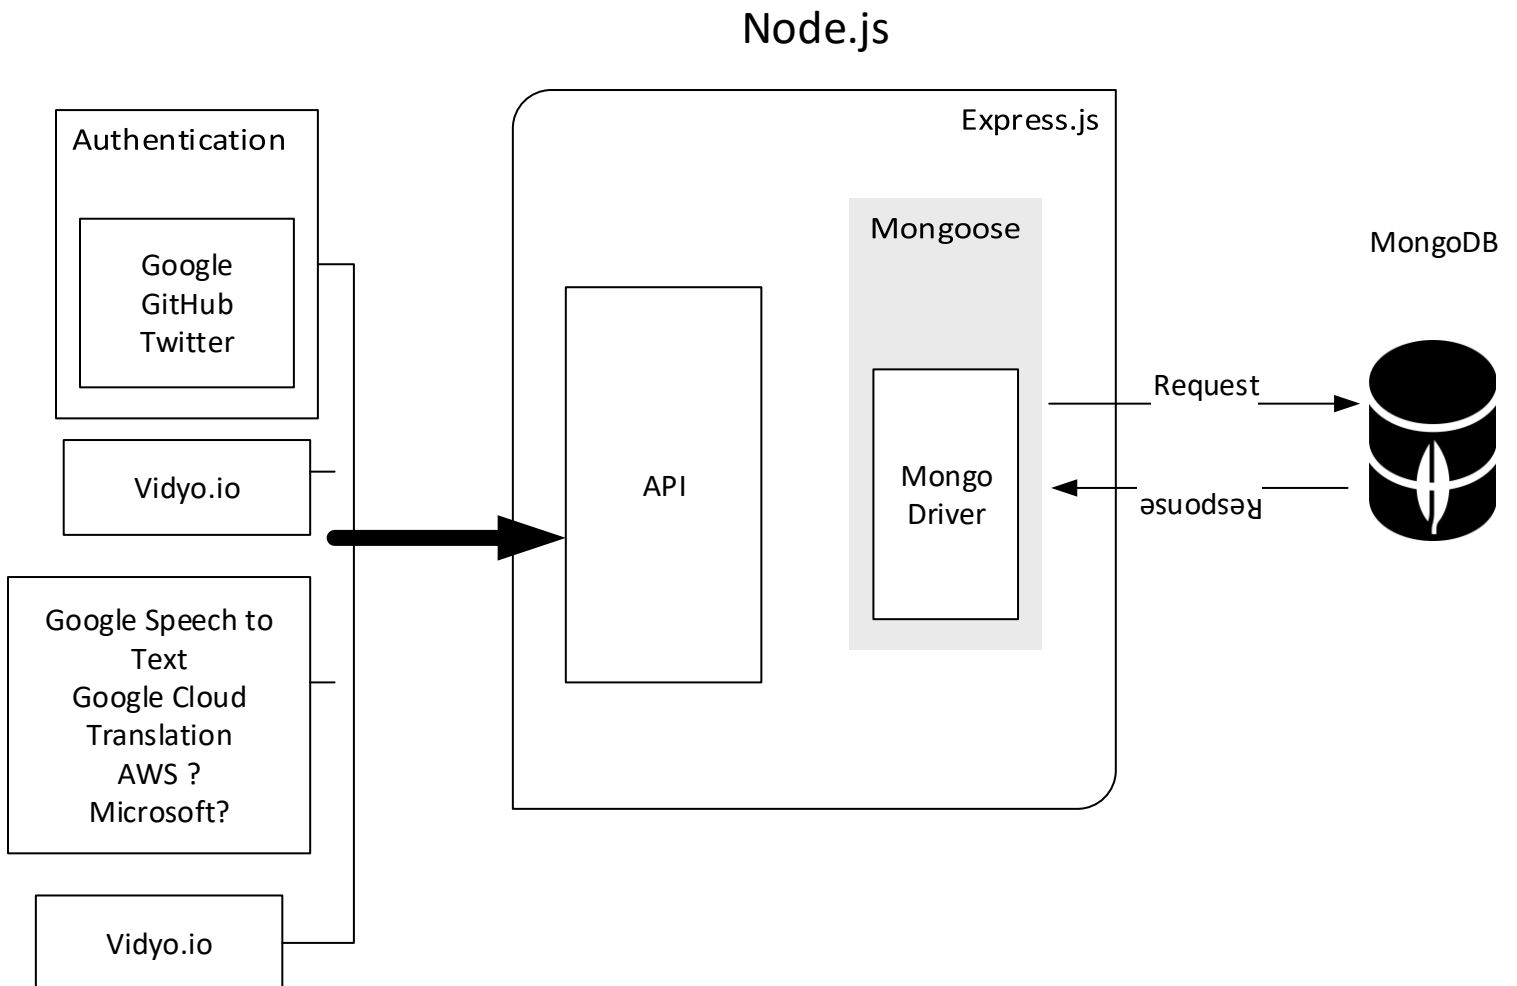 Node.js
Authentication
Google
GitHub
Twitter
Vidyo.io
Google Speech to
Text
Google Cloud
Translation
AWS ?
Microsoft?
Vidyo.io
Express.js
API
Mongoose
Mongo
Driver
Request
Response
MongoDB